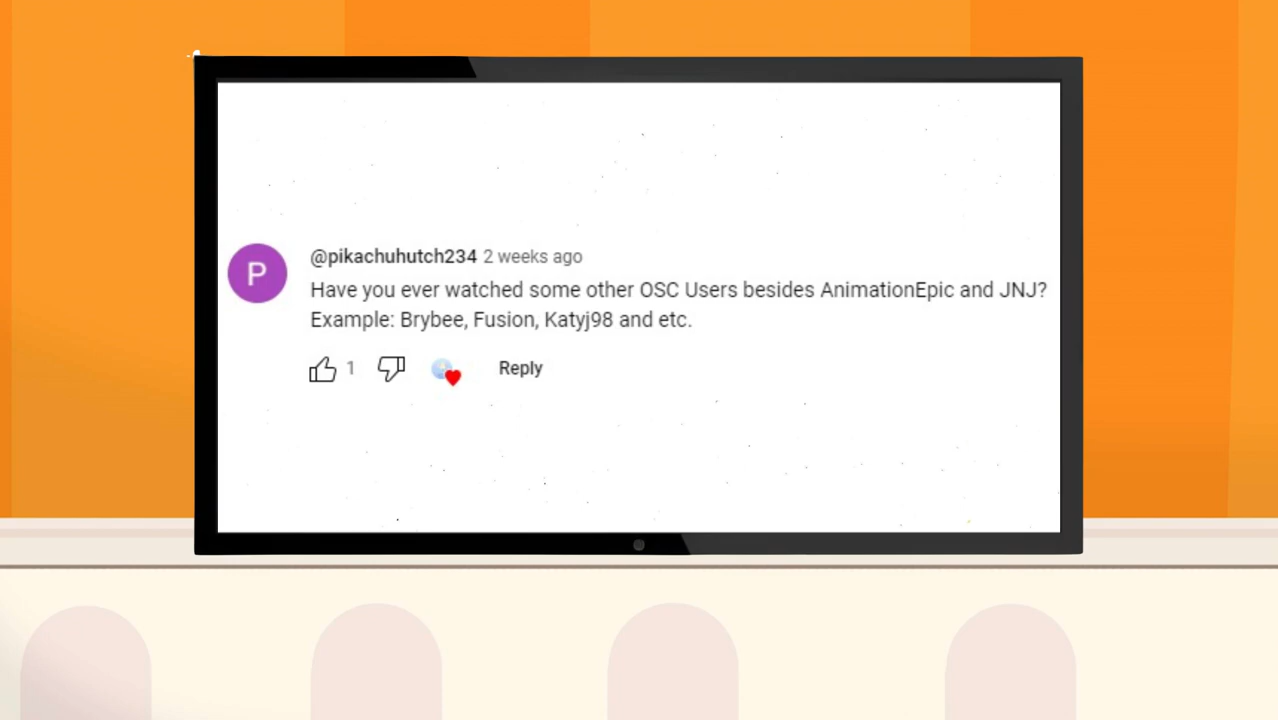 P
@pikachuhutch234 2 weeks ago
Have you ever watched some other OSC Users besides AnimationEpic and JNJ?
Example: Brybee, Fusion, Katyj98 and etc.
1 Reply